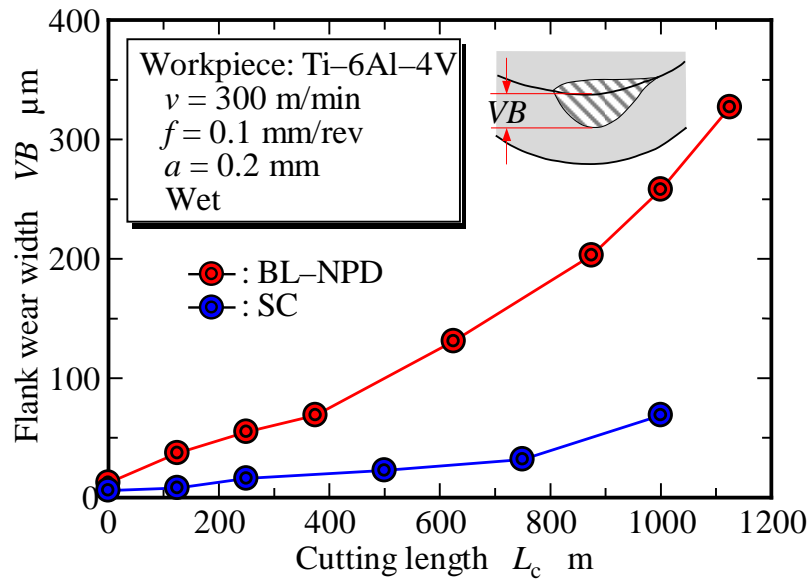 400
300
200
100
0
Flank wear width VB μm
Workpiece: Ti–6Al–4V
v = 300 m/min
f = 0.1 mm/rev
a = 0.2 mm
Wet
VB
: BL–NPD
: SC
0 200 400 600 800 1000 1200
Cutting length Lc m